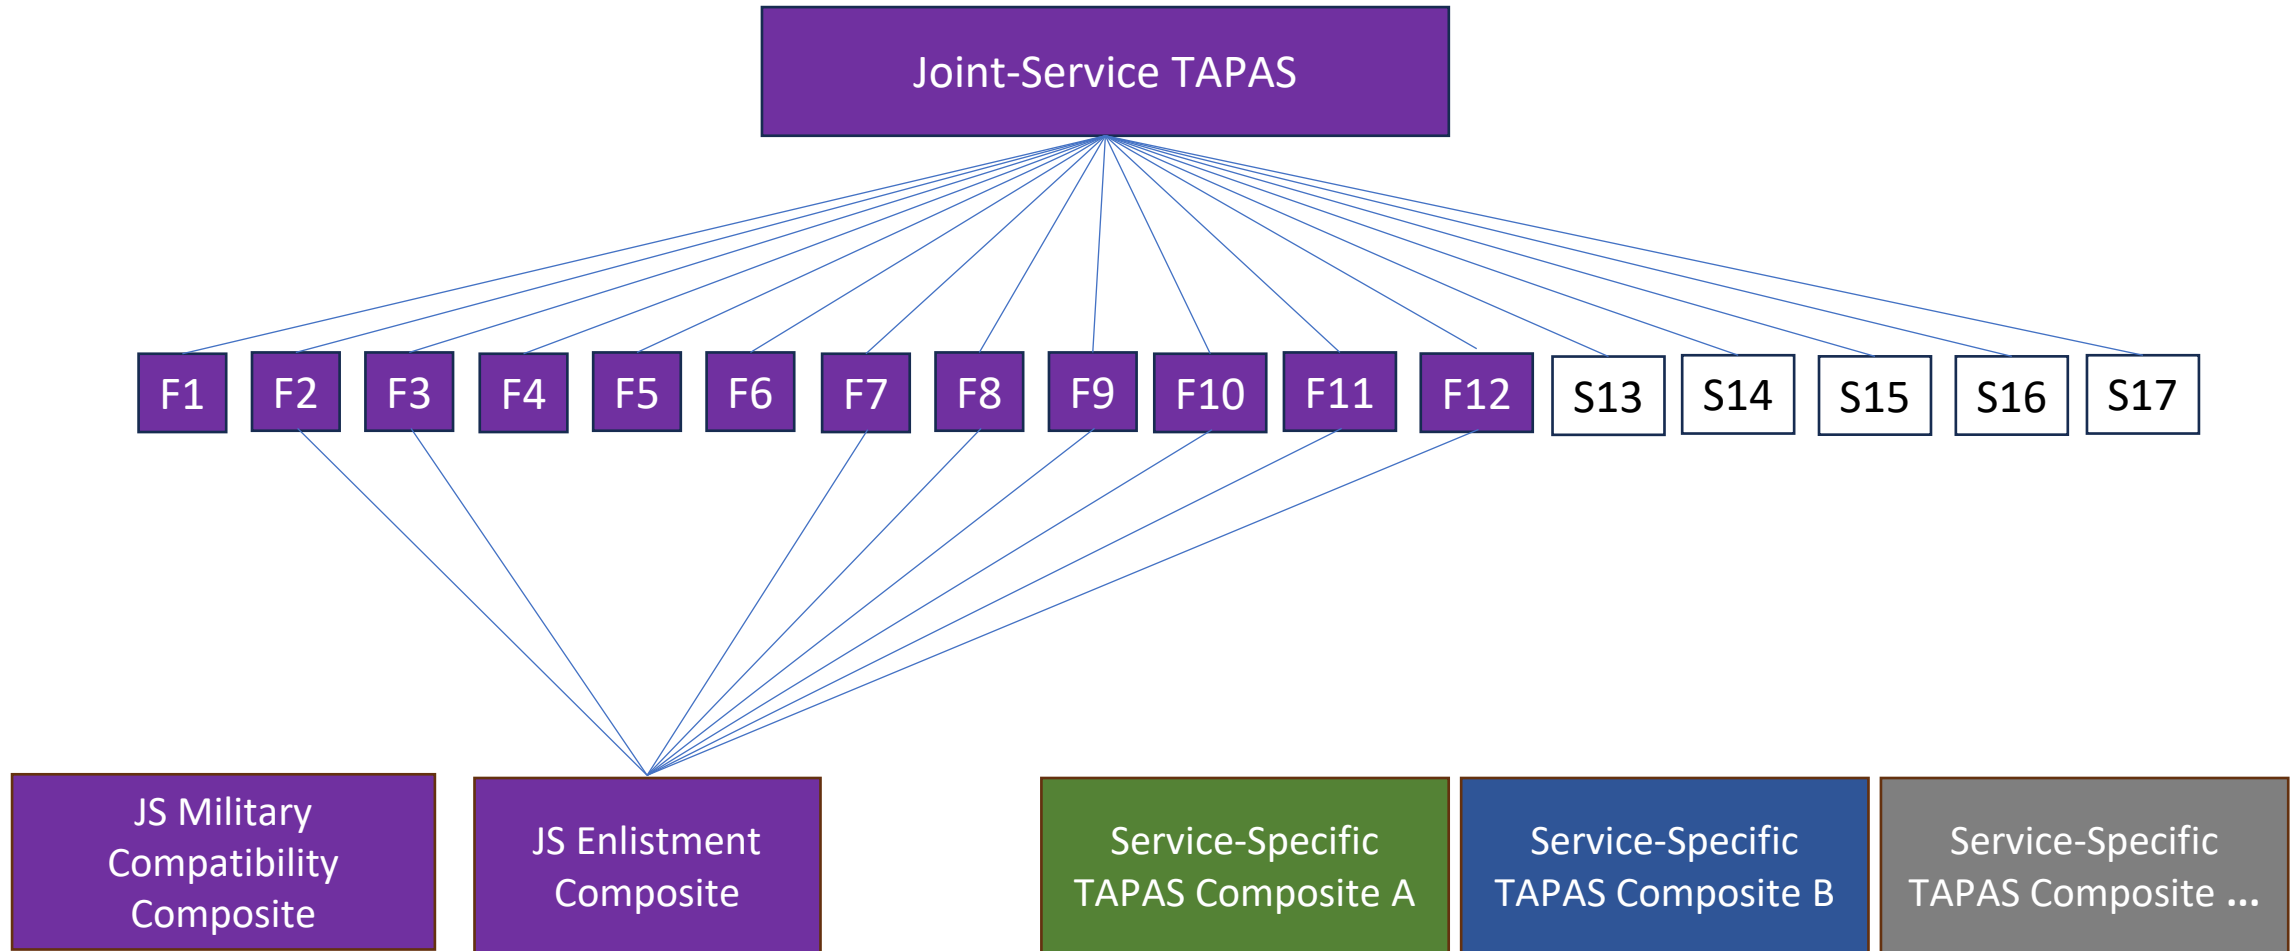 Joint-Service TAPAS
F1 F2 F3 F4 F5 F6 F7 F8 F9 F10 F11 F12 S13 S14 S15 S16 S17
JS Military
Compatibility
Composite
JS Enlistment
Composite
Service-Specific
TAPAS Composite A
Service-Specific
TAPAS Composite B
Service-Specific
TAPAS Composite ...